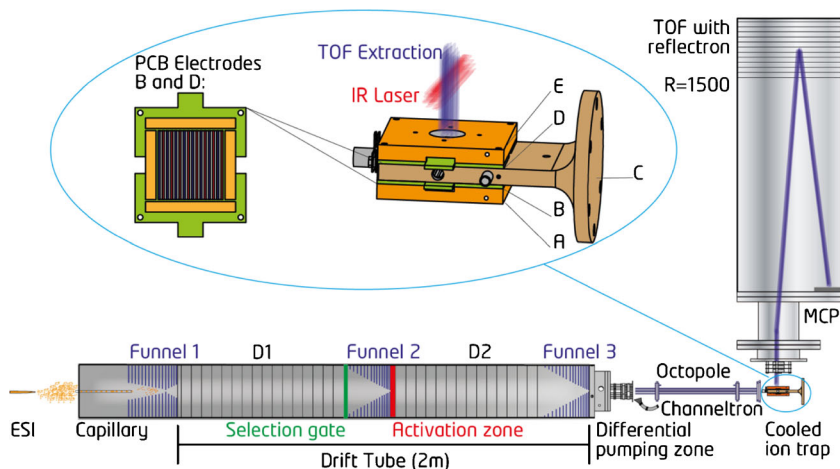 PCB Electrodes
B and D:
TOF Extraction
IR Laser
E
D
C
B
A
TOF with
reflectron
R=1500
MCP
Funnel 1
D1
Funnel 2
D2
Funnel 3
Octopole
Channeltron
ESI
Capillary
Selection gate
Activation zone
Differential
pumping zone
Cooled
ion trap
Drift Tube (2m)